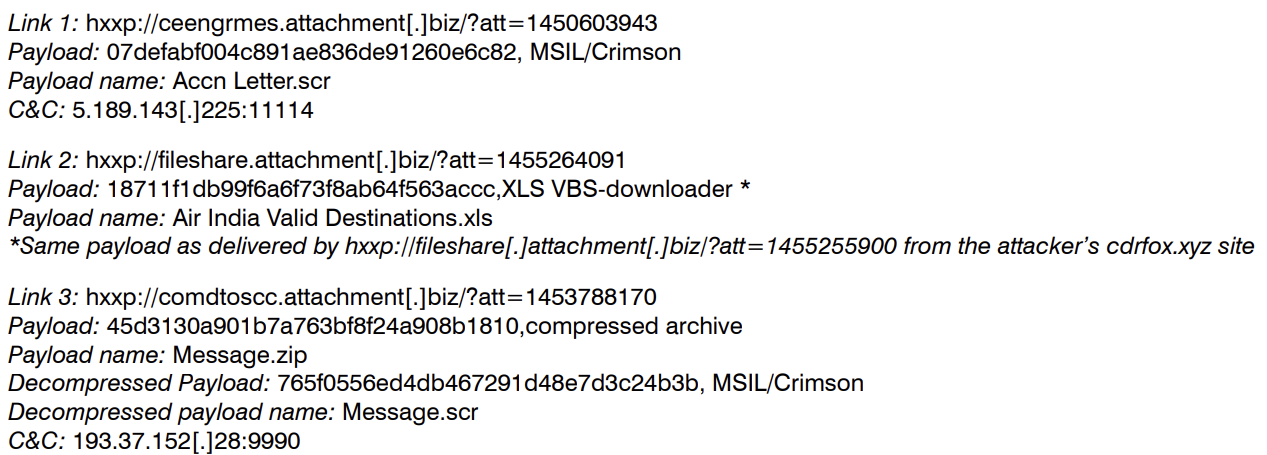 Link 1: hxxp://ceengrmes.attachment[.]biz/?att=1450603943
Payload: 07defabf004c891ae836de91260e6c82, MSIL/Crimson
Payload name: Accn Letter.scr
C&C: 5.189.143[.]225:11114
Link 2: hxxp://fileshare.attachment[.]biz/?att=1455264091
Payload: 18711f1db99f6a6f73f8ab64f563accc,XLS VBS-downloader *
Payload name: Air India Valid Destinations.xls
*Same payload as delivered by hxxp://fileshare[.]attachment[.]biz/?att=1455255900 from the attacker’s cdrfox.xyz site
Link 3: hxxp://comdtoscc.attachment[.]biz/?att=1453788170
Payload: 45d3130a901b7a763bf8f24a908b1810,compressed archive
Payload name: Message.zip
Decompressed Payload: 765f0556ed4db467291d48e7d3c24b3b, MSIL/Crimson
Decompressed payload name: Message.scr
C&C: 193.37.152[.]28:9990